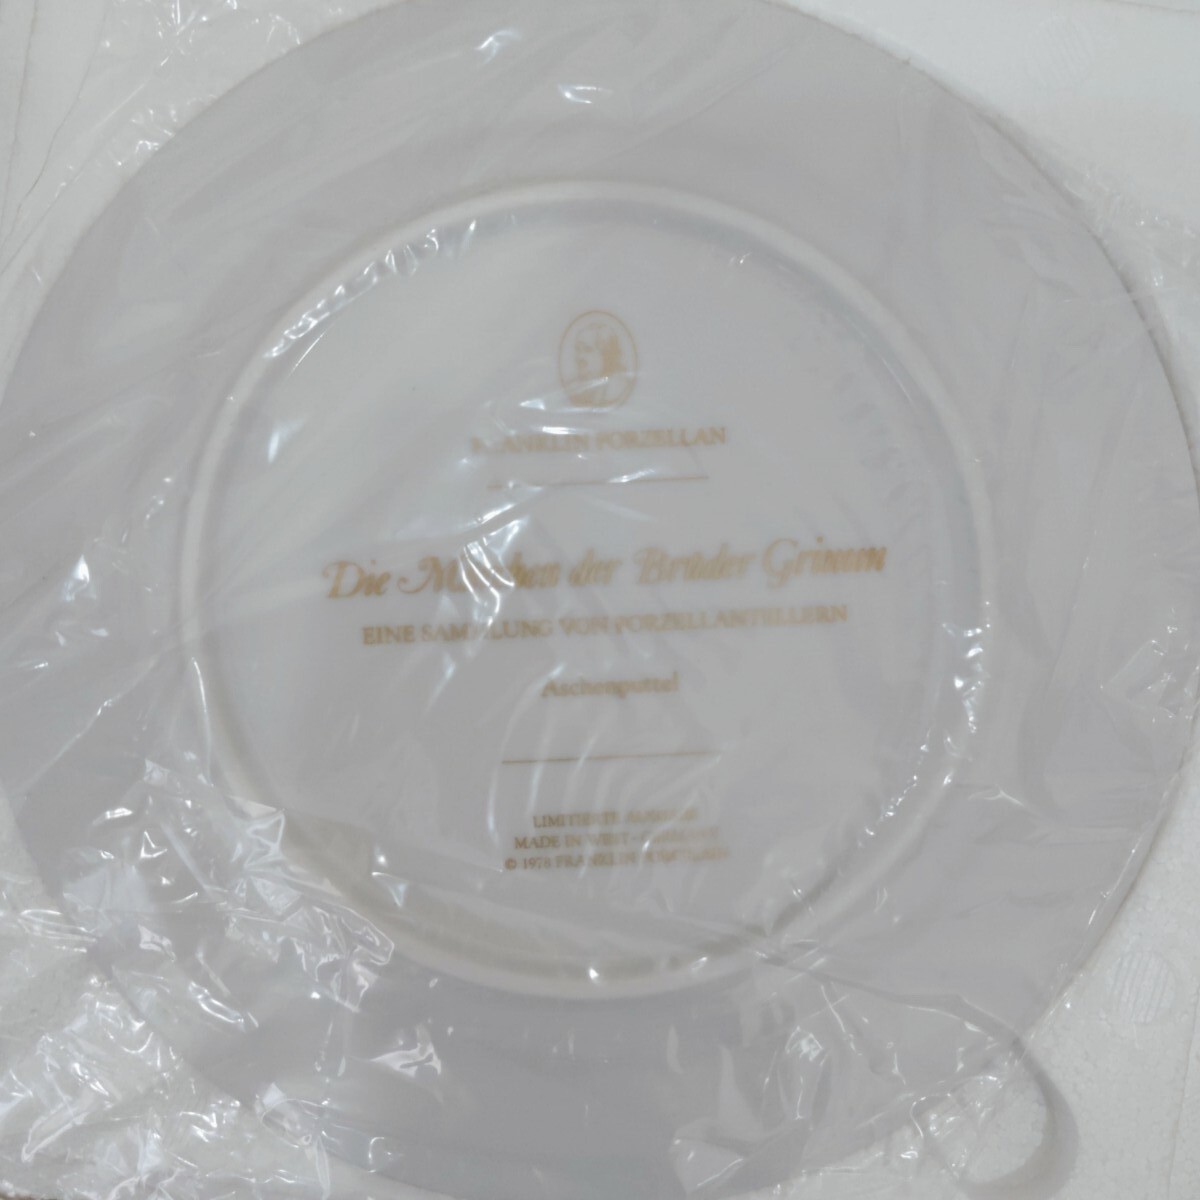 FRANKLIN PORZELLAN
Die Märchen der Brüder Grimm
EINE SAMMLUNG VON PORZELLANTELLERN
Aschenputtel
LIMITIERTE AUSGABE
MADE IN WEST-GERMANY
© 1978 FRANKLIN PORZELLAN